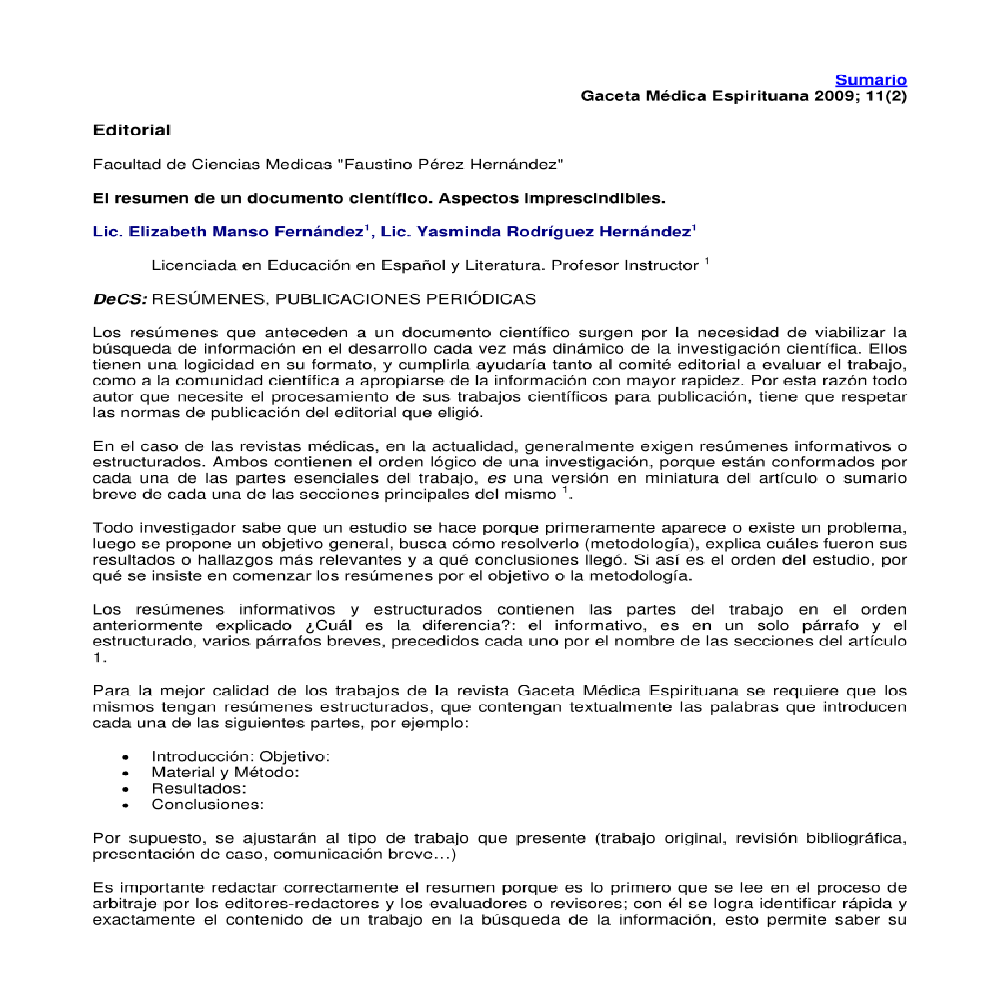 Sumario
Gaceta Médica Espirituana 2009; 11(2)
Editorial
Facultad de Ciencias Medicas "Faustino Pérez Hernández"
El resumen de un documento científico. Aspectos imprescindibles.
Lic. Elizabeth Manso Fernández1, Lic. Yasminda Rodríguez Hernández1
Licenciada en Educación en Español y Literatura. Profesor Instructor 1
DeCS: RESÚMENES, PUBLICACIONES PERIÓDICAS
Los resúmenes que anteceden a un documento científico surgen por la necesidad de viabilizar la
búsqueda de información en el desarrollo cada vez más dinámico de la investigación científica. Ellos
tienen una logicidad en su formato, y cumplirla ayudaría tanto al comité editorial a evaluar el trabajo,
como a la comunidad científica a apropiarse de la información con mayor rapidez. Por esta razón todo
autor que necesite el procesamiento de sus trabajos científicos para publicación, tiene que respetar
las normas de publicación del editorial que eligió.
En el caso de las revistas médicas, en la actualidad, generalmente exigen resúmenes informativos o
estructurados. Ambos contienen el orden lógico de una investigación, porque están conformados por
cada una de las partes esenciales del trabajo, es una versión en miniatura del artículo o sumario
breve de cada una de las secciones principales del mismo 1.
Todo investigador sabe que un estudio se hace porque primeramente aparece o existe un problema,
luego se propone un objetivo general, busca cómo resolverlo (metodología), explica cuáles fueron sus
resultados o hallazgos más relevantes y a qué conclusiones llegó. Si así es el orden del estudio, por
qué se insiste en comenzar los resúmenes por el objetivo o la metodología.
Los resúmenes informativos y estructurados contienen las partes del trabajo en el orden
anteriormente explicado ¿Cuál es la diferencia?: el informativo, es en un solo párrafo y el
estructurado, varios párrafos breves, precedidos cada uno por el nombre de las secciones del artículo
1.
Para la mejor calidad de los trabajos de la revista Gaceta Médica Espirituana se requiere que los
mismos tengan resúmenes estructurados, que contengan textualmente las palabras que introducen
cada una de las siguientes partes, por ejemplo:
• Introducción: Objetivo:
• Material y Método:
• Resultados:
• Conclusiones:
Por supuesto, se ajustarán al tipo de trabajo que presente (trabajo original, revisión bibliográfica,
presentación de caso, comunicación breve...)
Es importante redactar correctamente el resumen porque es lo primero que se lee en el proceso de
arbitraje por los editores-redactores y los evaluadores o revisores; con él se logra identificar rápida y
exactamente el contenido de un trabajo en la búsqueda de la información, esto permite saber su